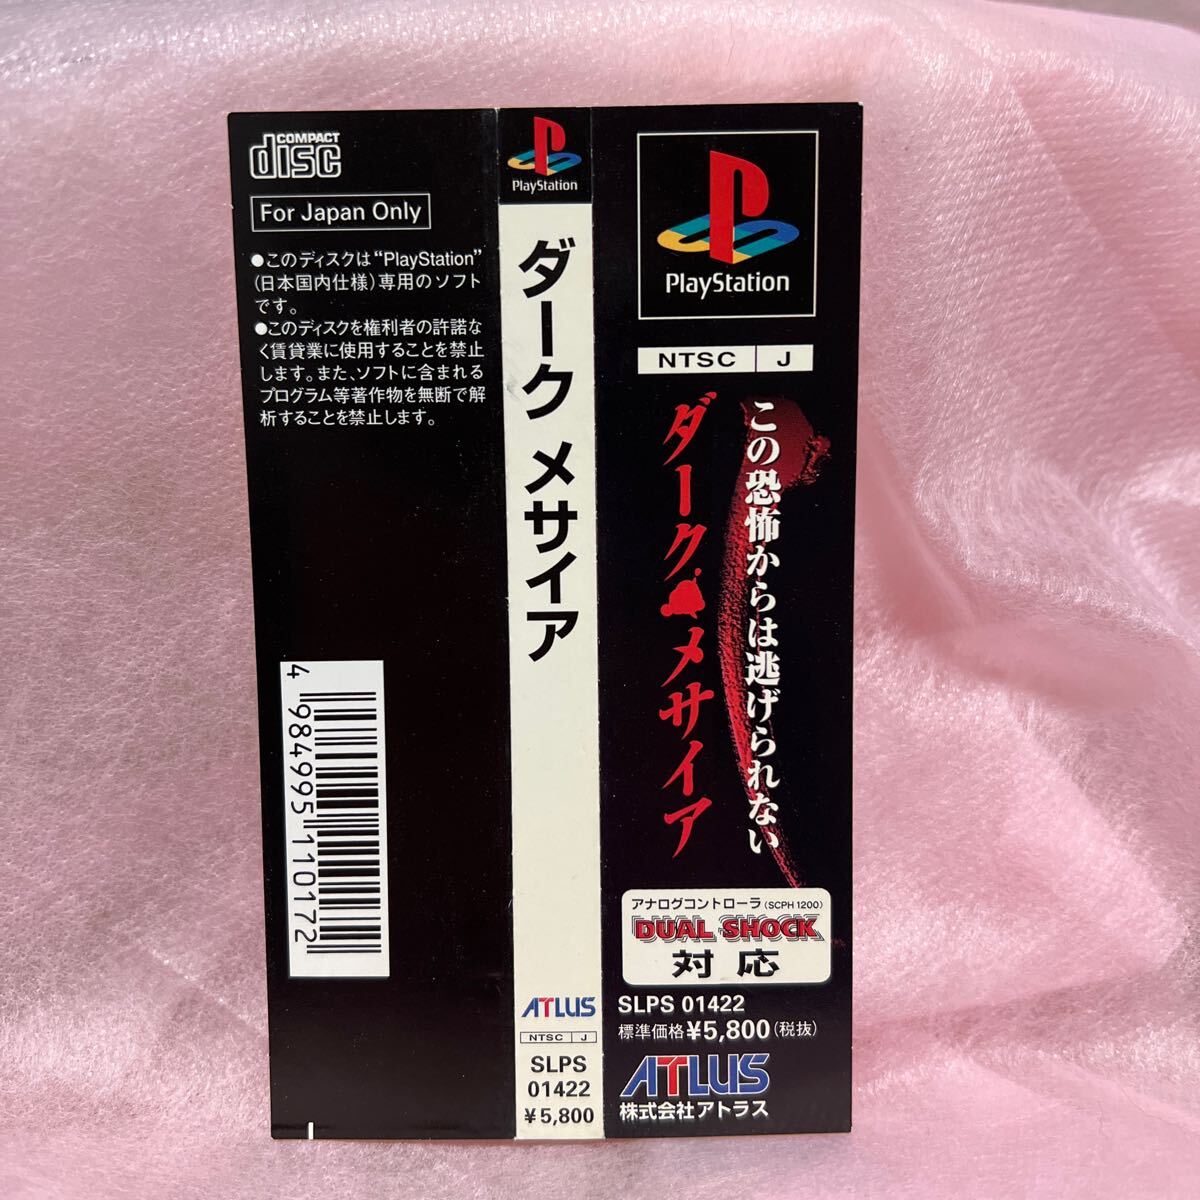 COMPACT
disc
For Japan Only
●このディスクは“PlayStation”
(日本国内仕様)専用のソフト
です。
●このディスクを権利者の許諾な
く賃貸業に使用することを禁止
します。また、ソフトに含まれる
プログラム等著作物を無断で解
析することを禁止します。
4 984995 110172
PlayStation
ダーク メサイア
ATLUS
NTSC J
SLPS
01422
¥5,800
PlayStation
NTSC J
この恐怖からは逃げられない
ダーク メサイア
アナログコントローラ(SCPH 1200)
DUAL SHOCK
対応
SLPS 01422
標準価格¥5,800(税抜)
ATLUS
株式会社アトラス